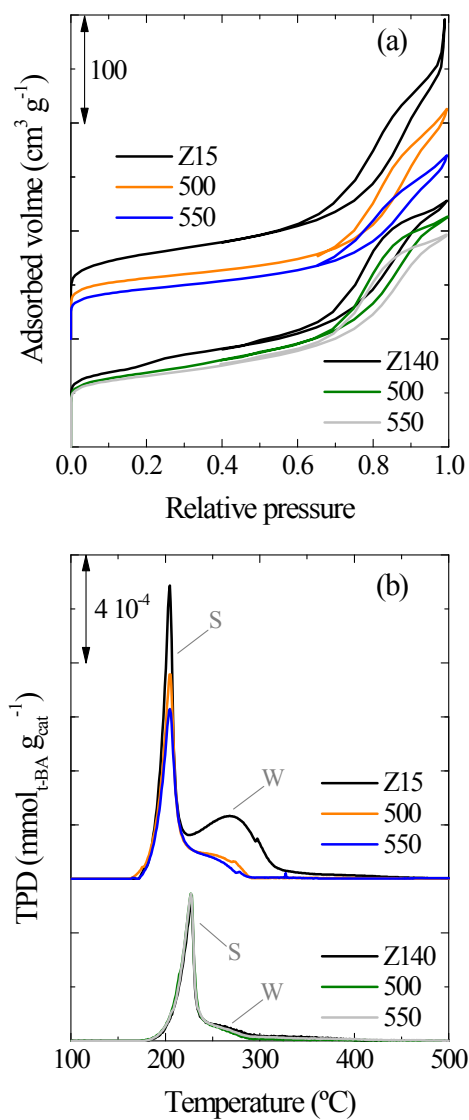 (a)
100
Z15
500
550
Adsorbed volme (cm³ g⁻¹)
Z140
500
550
0.0 0.2 0.4 0.6 0.8 1.0
Relative pressure
(b)
4 10⁻⁴
S
W
Z15
500
550
TPD (mmol_t-BA g_cat⁻¹)
S
W
Z140
500
550
100 200 300 400 500
Temperature (ºC)